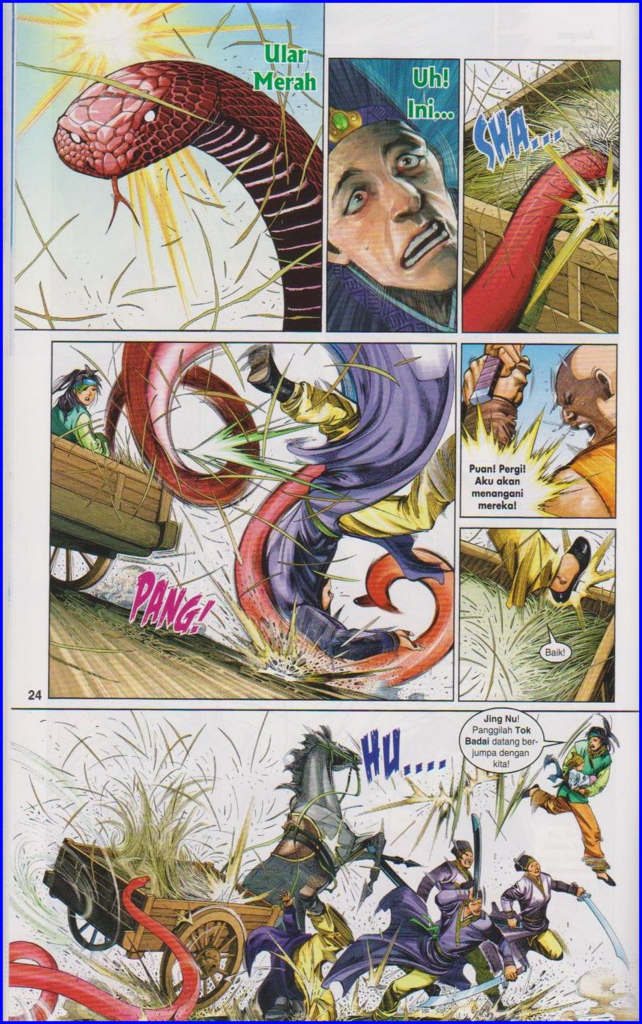 Ular
Merah
Uh!
Ini...
SHA...
PANG!
Puan! Pergi!
Aku akan
menangani
mereka!
Baik!
24
Jing Nu!
Panggilah Tok
Badai datang ber-
jumpa dengan
kita!
HU....